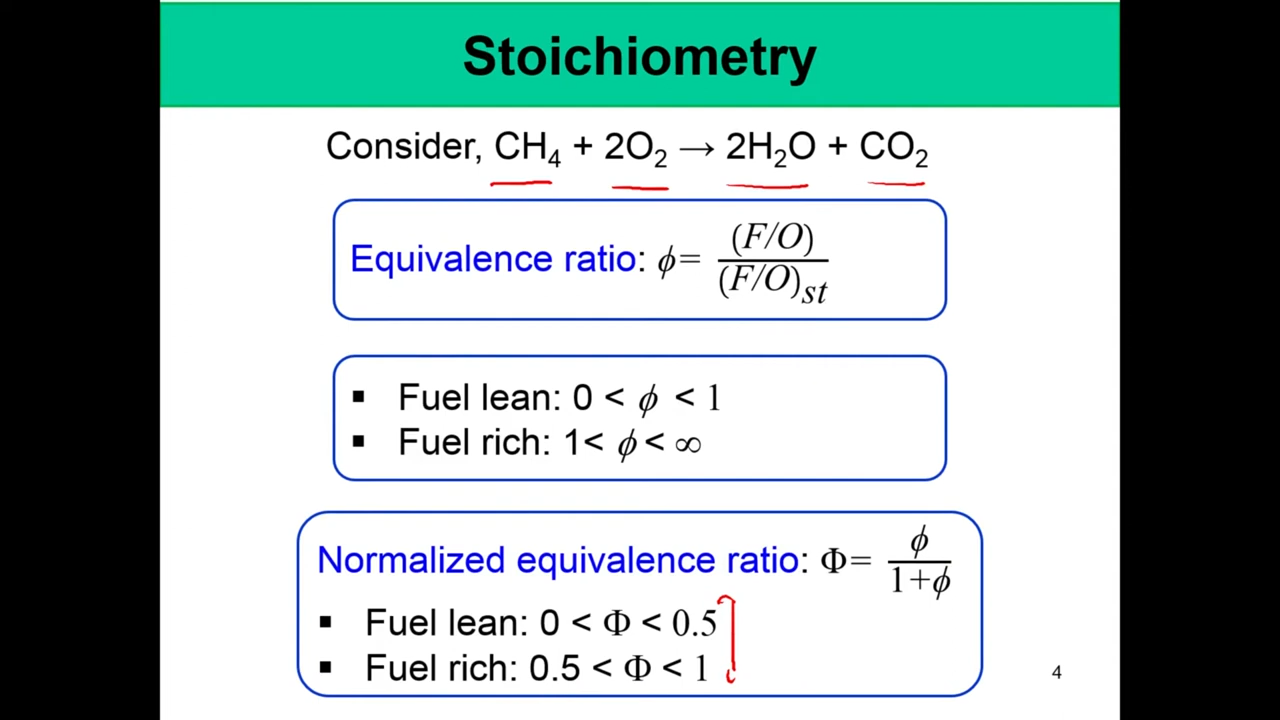 Stoichiometry
Consider, CH₄ + 2O₂ → 2H₂O + CO₂
Equivalence ratio: ϕ= (F/O) / (F/O)st
▪ Fuel lean: 0 < ϕ < 1
▪ Fuel rich: 1< ϕ < ∞
Normalized equivalence ratio: Φ= ϕ / 1+ϕ
▪ Fuel lean: 0 < Φ < 0.5
▪ Fuel rich: 0.5 < Φ < 1
4